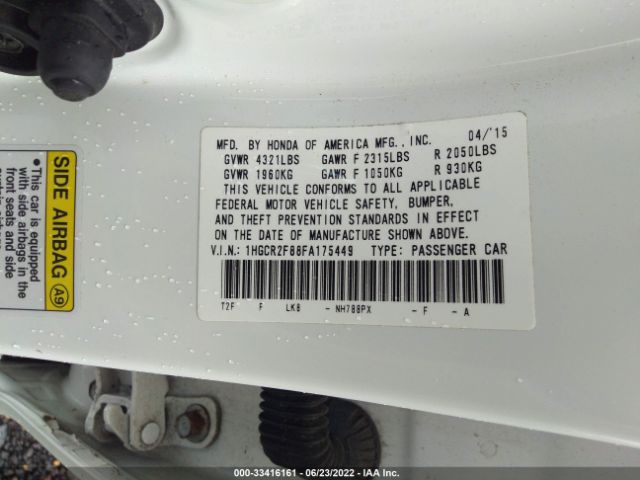 MFD. BY HONDA OF AMERICA MFG., INC. 04/'15
GVWR 4321LBS GAWR F 2315LBS R 2050LBS
GVWR 1960KG GAWR F 1050KG R 930KG
THIS VEHICLE CONFORMS TO ALL APPLICABLE
FEDERAL MOTOR VEHICLE SAFETY, BUMPER,
AND THEFT PREVENTION STANDARDS IN EFFECT
ON THE DATE OF MANUFACTURE SHOWN ABOVE.
V.I.N.: 1HGCR2F88FA175449 TYPE: PASSENGER CAR
T2F F LKB - NH788PX - F - A
SIDE AIRBAG A9
•This car is equipped
with side airbags in the
front seats and side
000-33416161 - 06/23/2022 - IAA Inc.